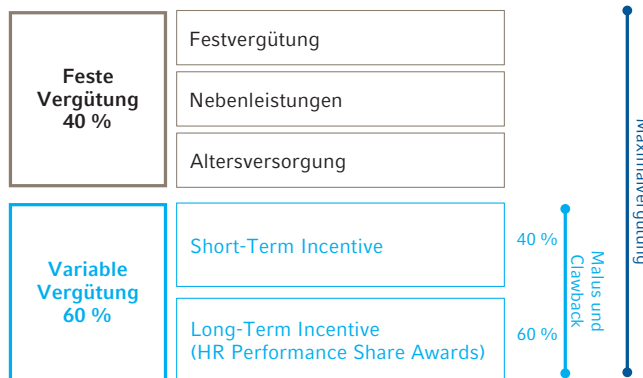 Feste
Vergütung
40 %
Festvergütung
Nebenleistungen
Altersversorgung
Variable
Vergütung
60 %
Short-Term Incentive
Long-Term Incentive
(HR Performance Share Awards)
40 %
60 %
Malus und
Clawback
Maximalvergütung